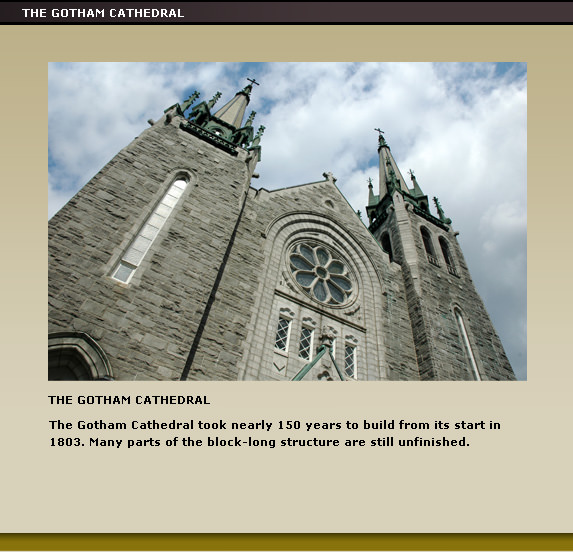 THE GOTHAM CATHEDRAL
THE GOTHAM CATHEDRAL
The Gotham Cathedral took nearly 150 years to build from its start in
1803. Many parts of the block-long structure are still unfinished.